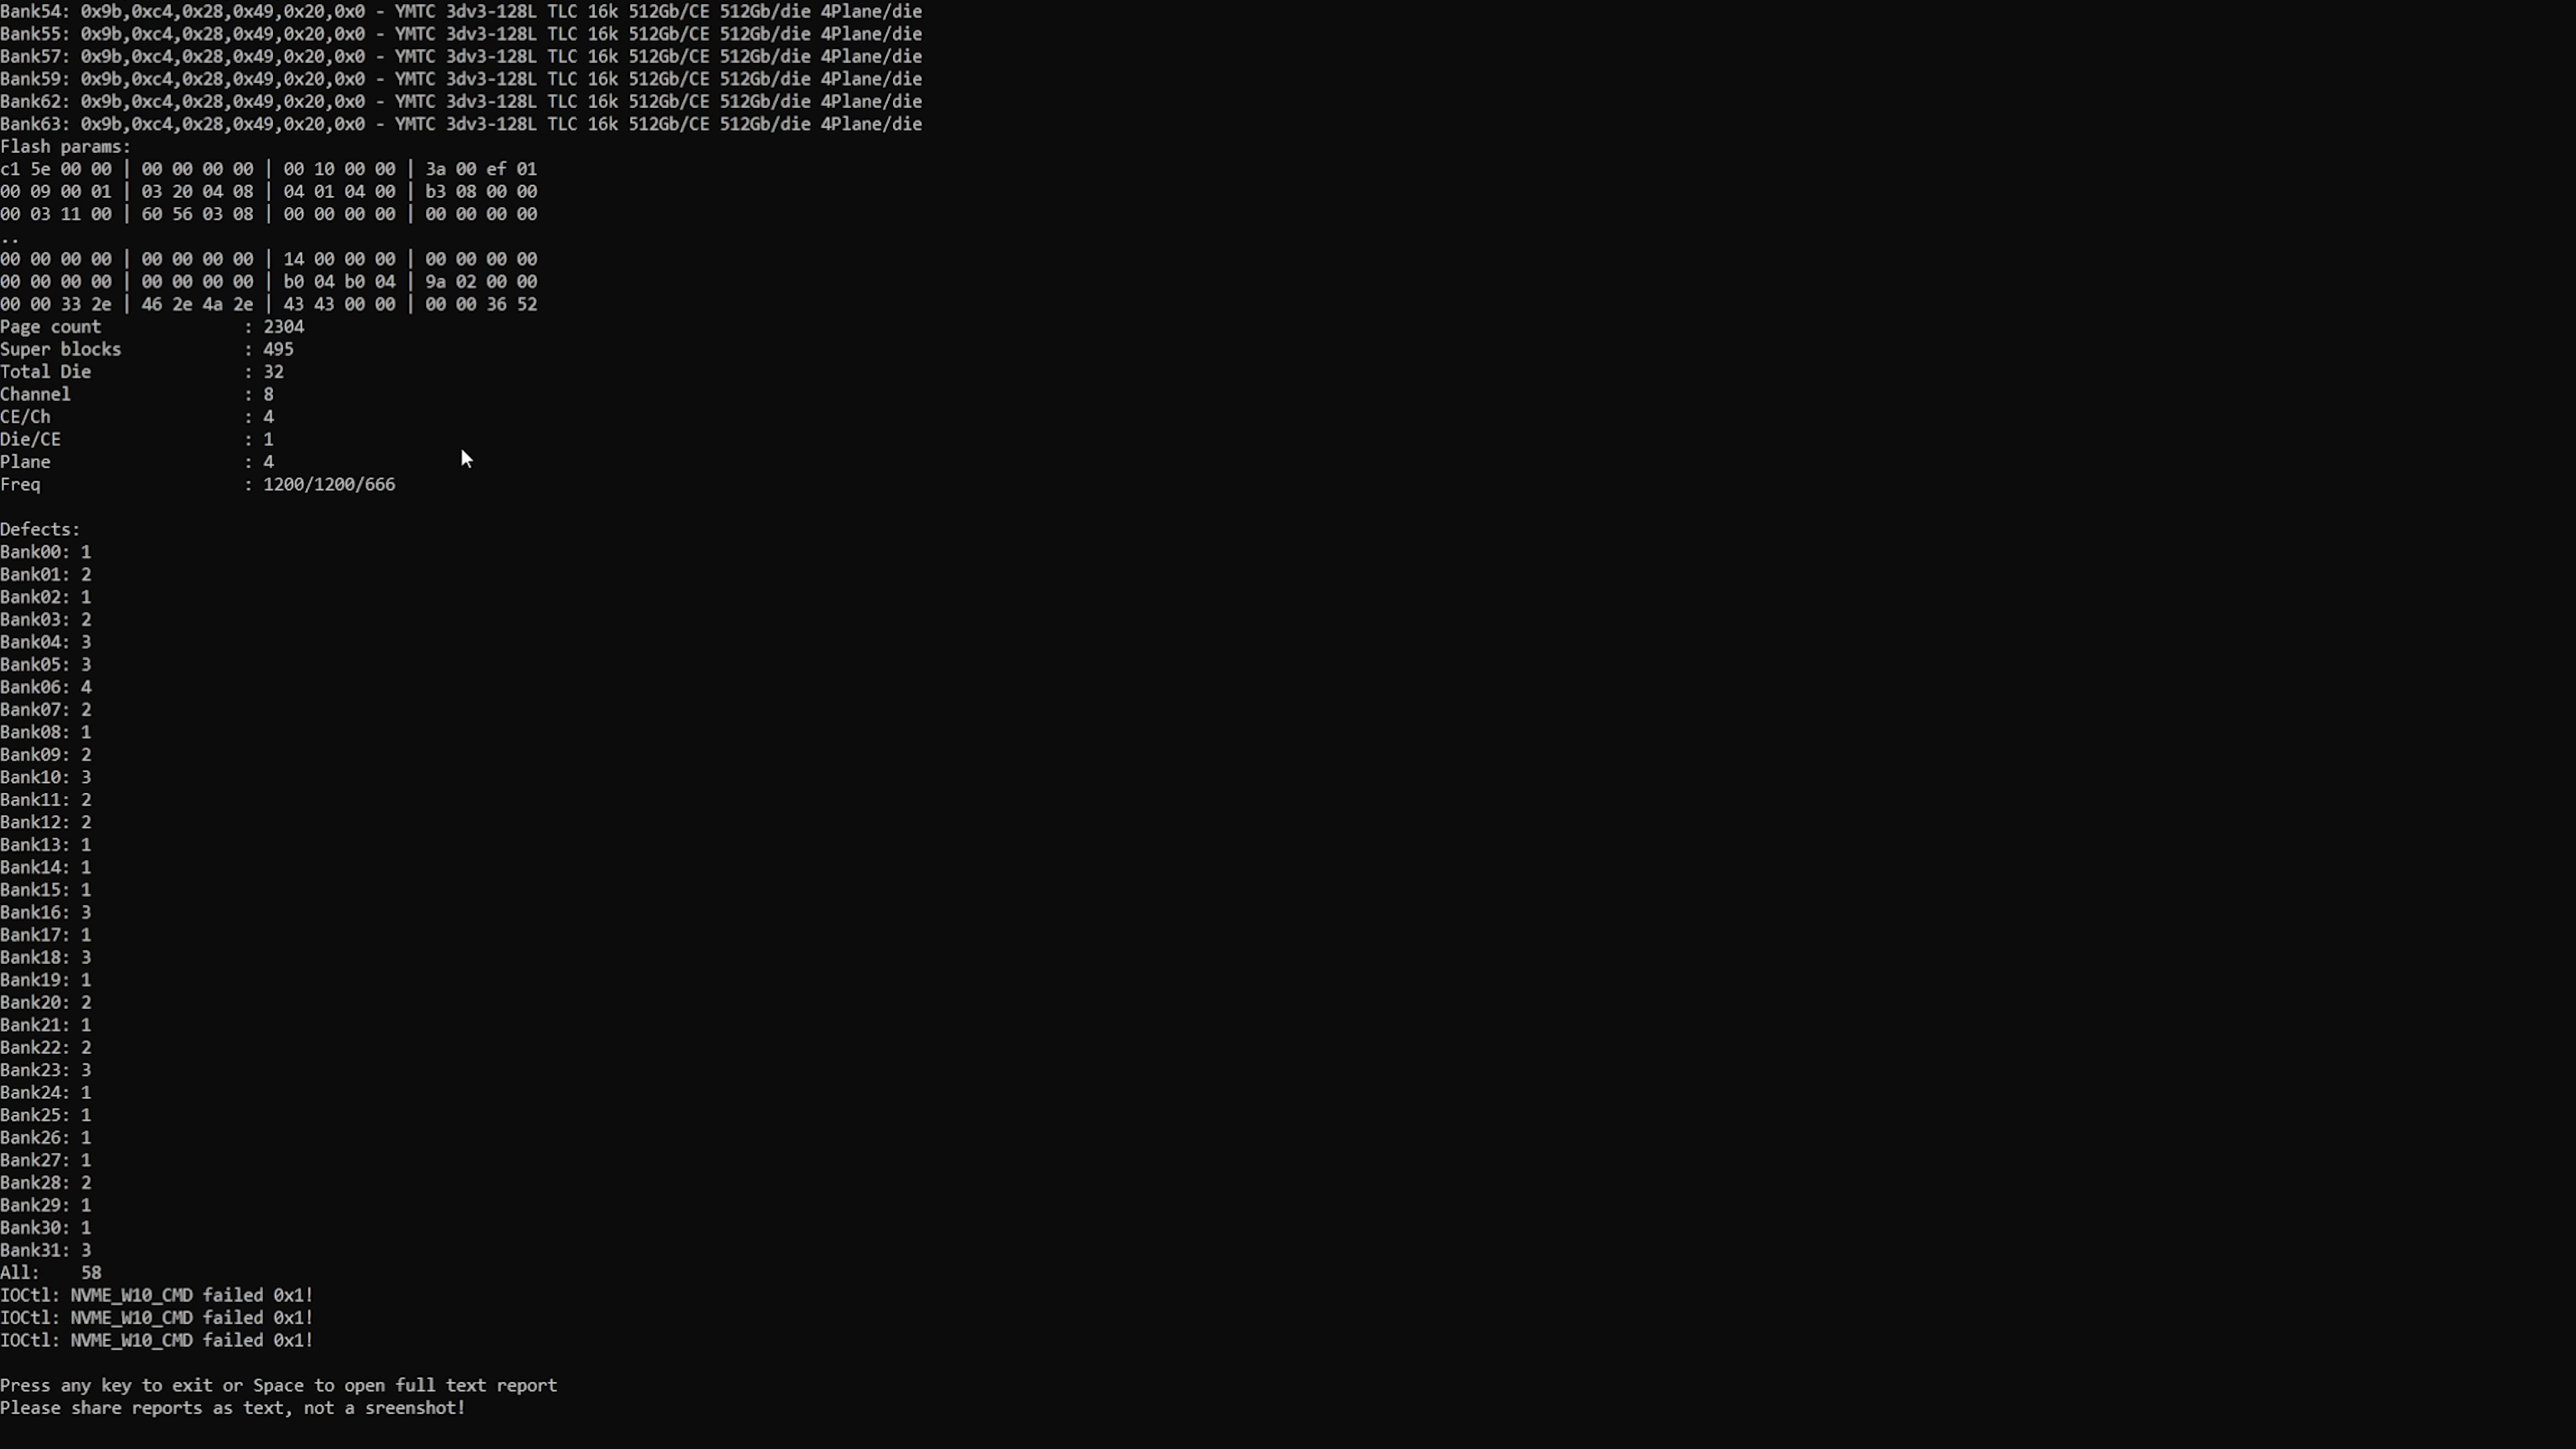 Bank54: 0x9b,0xc4,0x28,0x49,0x20,0x0 - YMTC 3dv3-128L TLC 16k 512Gb/CE 512Gb/die 4Plane/die
Bank55: 0x9b,0xc4,0x28,0x49,0x20,0x0 - YMTC 3dv3-128L TLC 16k 512Gb/CE 512Gb/die 4Plane/die
Bank57: 0x9b,0xc4,0x28,0x49,0x20,0x0 - YMTC 3dv3-128L TLC 16k 512Gb/CE 512Gb/die 4Plane/die
Bank59: 0x9b,0xc4,0x28,0x49,0x20,0x0 - YMTC 3dv3-128L TLC 16k 512Gb/CE 512Gb/die 4Plane/die
Bank62: 0x9b,0xc4,0x28,0x49,0x20,0x0 - YMTC 3dv3-128L TLC 16k 512Gb/CE 512Gb/die 4Plane/die
Bank63: 0x9b,0xc4,0x28,0x49,0x20,0x0 - YMTC 3dv3-128L TLC 16k 512Gb/CE 512Gb/die 4Plane/die
Flash params:
c1 5e 00 00 | 00 00 00 00 | 00 10 00 00 | 3a 00 ef 01
00 09 00 01 | 03 20 04 08 | 04 01 04 00 | b3 08 00 00
00 03 11 00 | 60 56 03 08 | 00 00 00 00 | 00 00 00 00
..
00 00 00 00 | 00 00 00 00 | 14 00 00 00 | 00 00 00 00
00 00 00 00 | 00 00 00 00 | b0 04 b0 04 | 9a 02 00 00
00 00 33 2e | 46 2e 4a 2e | 43 43 00 00 | 00 00 36 52
Page count : 2304
Super blocks : 495
Total Die : 32
Channel : 8
CE/Ch : 4
Die/CE : 1
Plane : 4
Freq : 1200/1200/666
Defects:
Bank00: 1
Bank01: 2
Bank02: 1
Bank03: 2
Bank04: 3
Bank05: 3
Bank06: 4
Bank07: 2
Bank08: 1
Bank09: 2
Bank10: 3
Bank11: 2
Bank12: 2
Bank13: 1
Bank14: 1
Bank15: 1
Bank16: 3
Bank17: 1
Bank18: 3
Bank19: 1
Bank20: 2
Bank21: 1
Bank22: 2
Bank23: 3
Bank24: 1
Bank25: 1
Bank26: 1
Bank27: 1
Bank28: 2
Bank29: 1
Bank30: 1
Bank31: 3
All: 58
IOCtl: NVME_W10_CMD failed 0x1!
IOCtl: NVME_W10_CMD failed 0x1!
IOCtl: NVME_W10_CMD failed 0x1!
Press any key to exit or Space to open full text report
Please share reports as text, not a sreenshot!